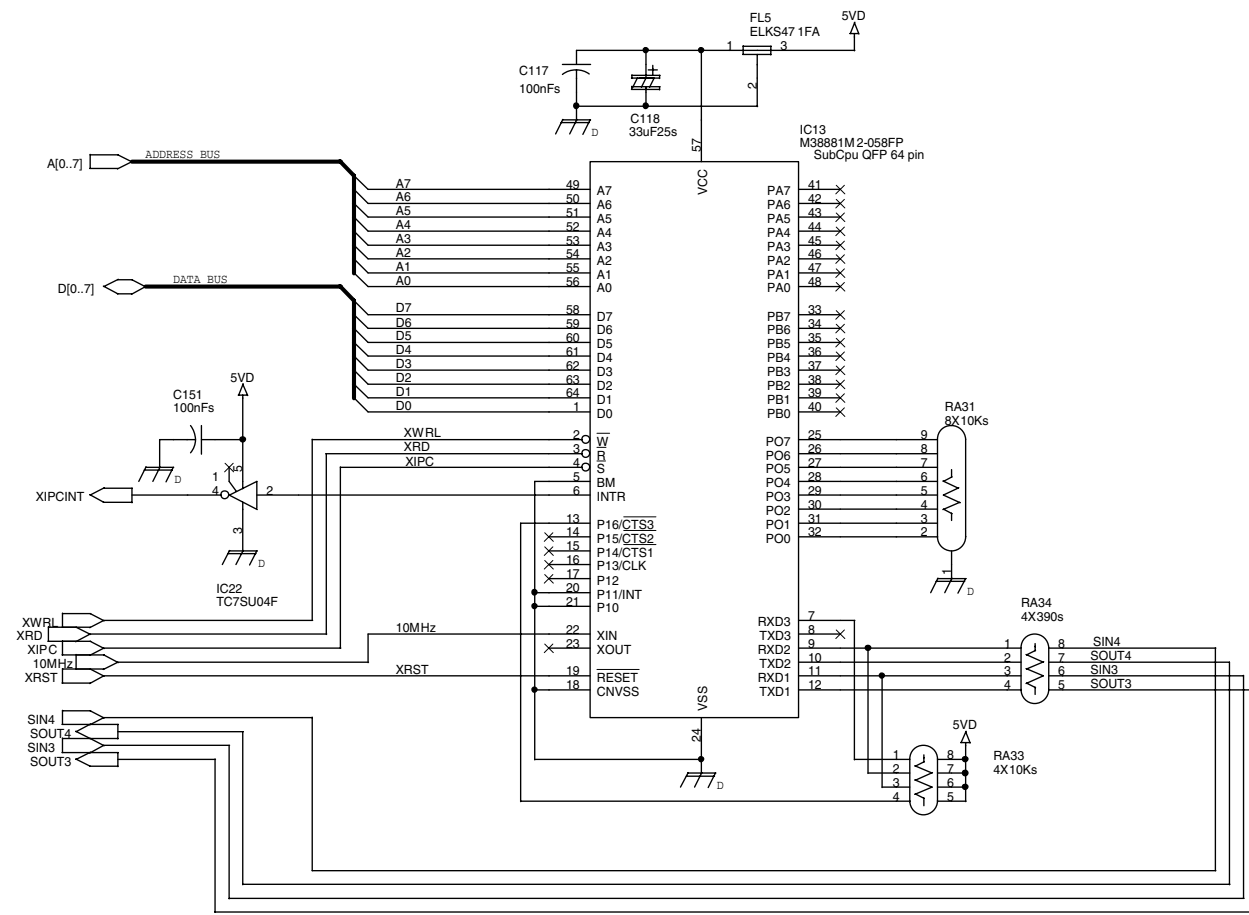 FL5
ELKS471FA
5VD
1
3
2
C117
100nFs
+
C118
33uF25s
D
57
IC13
M38881M2-058FP
SubCpu QFP 64 pin
VCC
A[0..7]
ADDRESS BUS
A7 49 A7
A6 50 A6
A5 51 A5
A4 52 A4
A3 53 A3
A2 54 A2
A1 55 A1
A0 56 A0
PA7 41
PA6 42
PA5 43
PA4 44
PA3 45
PA2 46
PA1 47
PA0 48
D[0..7]
DATA BUS
D7 58 D7
D6 59 D6
D5 60 D5
D4 61 D4
D3 62 D3
D2 63 D2
D1 64 D1
D0 1 D0
PB7 33
PB6 34
PB5 35
PB4 36
PB3 37
PB2 38
PB1 39
PB0 40
C151
100nFs
5VD
D
XWRL 2 W
XRD 3 R
XIPC 4 S
5 BM
6 INTR
XIPCINT
4
1
5
2
3
D
IC22
TC7SU04F
RA31
8X10Ks
PO7 25 9
PO6 26 8
PO5 27 7
PO4 28 6
PO3 29 5
PO2 30 4
PO1 31 3
PO0 32 2
1
D
13 P16/CTS3
14 P15/CTS2
15 P14/CTS1
16 P13/CLK
17 P12
20 P11/INT
21 P10
XWRL
XRD
XIPC
10MHz
XRST
10MHz 22 XIN
23 XOUT
XRST 19 RESET
18 CNVSS
RA34
4X390s
RXD3 7
TXD3 8
RXD2 9 1 8 SIN4
TXD2 10 2 7 SOUT4
RXD1 11 3 6 SIN3
TXD1 12 4 5 SOUT3
VSS
24
D
SIN4
SOUT4
SIN3
SOUT3
5VD
RA33
4X10Ks
1 8
2 7
3 6
4 5